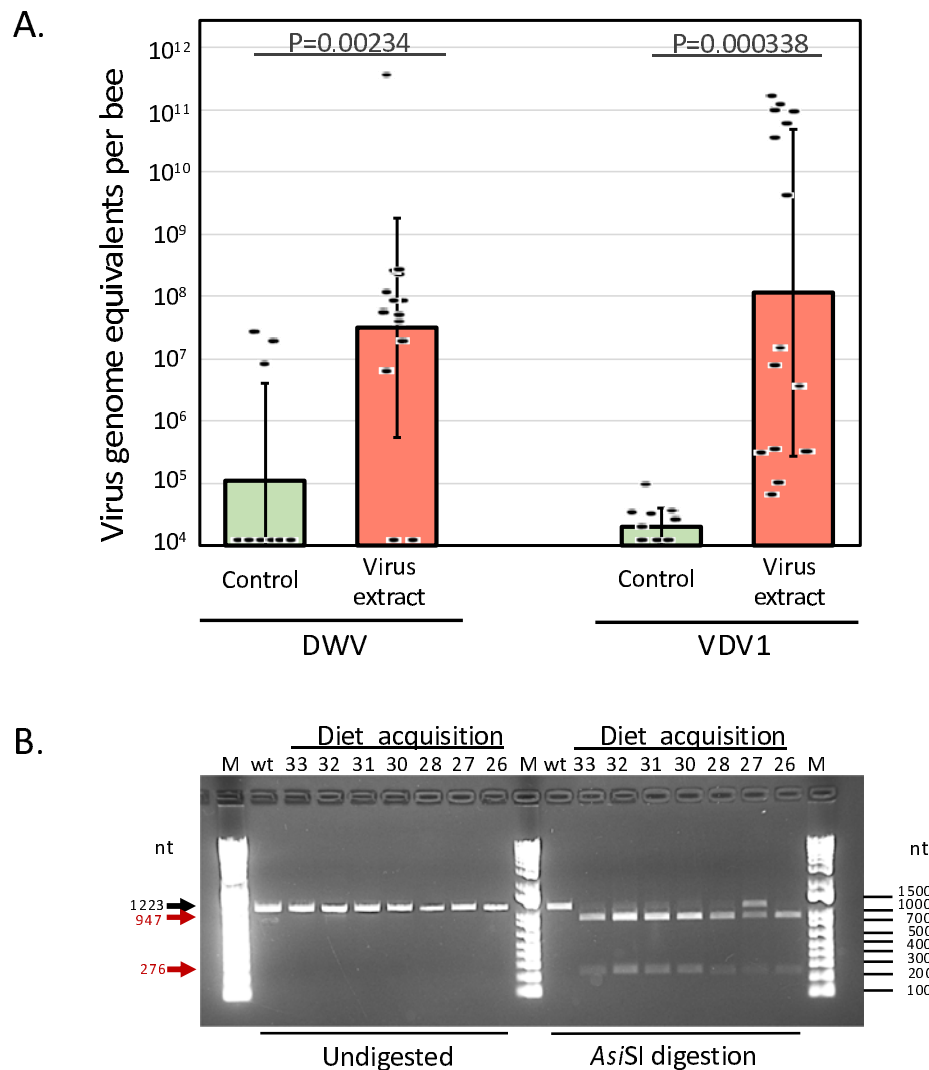 A.
Virus genome equivalents per bee
P=0.00234 P=0.000338
10¹²
10¹¹
10¹⁰
10⁹
10⁸
10⁷
10⁶
10⁵
10⁴
Control Virus extract Control Virus extract
DWV VDV1
B.
Diet acquisition Diet acquisition
M wt 33 32 31 30 28 27 26 M wt 33 32 31 30 28 27 26 M
nt nt
1223
947
276
1500
1000
700
500
400
300
200
100
Undigested AsiSI digestion